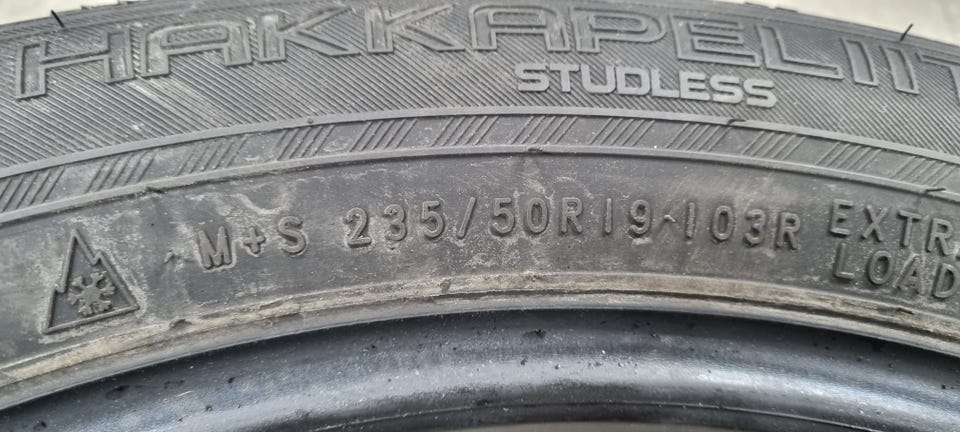 HAKKAPELIIT
STUDLESS
M+S 235/50R19 103R EXTR
LOAD